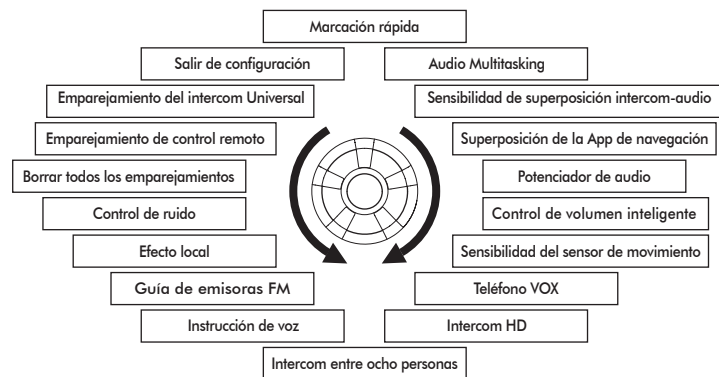 Marcación rápida
Salir de configuración
Audio Multitasking
Emparejamiento del intercom Universal
Sensibilidad de superposición intercom-audio
Emparejamiento de control remoto
Superposición de la App de navegación
Borrar todos los emparejamientos
Potenciador de audio
Control de ruido
Control de volumen inteligente
Efecto local
Sensibilidad del sensor de movimiento
Guía de emisoras FM
Teléfono VOX
Instrucción de voz
Intercom HD
Intercom entre ocho personas